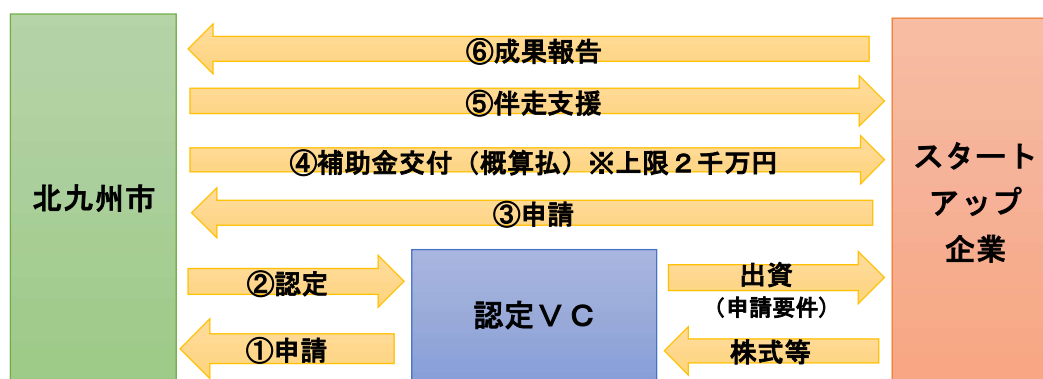 ⑥成果報告
⑤伴走支援
④補助金交付（概算払）※上限２千万円
③申請
北九州市
スタート
アップ
企業
②認定
認定ＶＣ
出資
（申請要件）
①申請
株式等